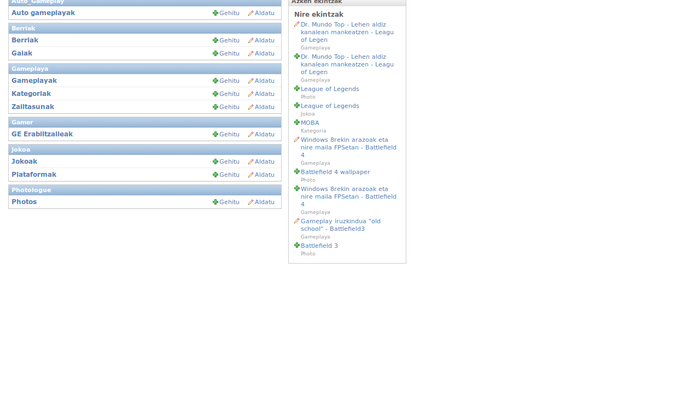 Auto_Gameplay
Auto gameplayak Gehitu Aldatu
Berriak
Berriak Gehitu Aldatu
Gaiak Gehitu Aldatu
Gameplaya
Gameplayak Gehitu Aldatu
Kategoriak Gehitu Aldatu
Zailtasunak Gehitu Aldatu
Gamer
GE Erabiltzaileak Gehitu Aldatu
Jokoa
Jokoak Gehitu Aldatu
Plataformak Gehitu Aldatu
Photologue
Photos Gehitu Aldatu
Azken ekintzak
Nire ekintzak
Dr. Mundo Top - Lehen aldiz
kanalean mankeatzen - Leagu
of Legen
Gameplaya
Dr. Mundo Top - Lehen aldiz
kanalean mankeatzen - Leagu
of Legen
Gameplaya
League of Legends
Photo
League of Legends
Jokoa
MOBA
Kategoria
Windows 8rekin arazoak eta
nire maila FPSetan - Battlefield
4
Gameplaya
Battlefield 4 wallpaper
Photo
Windows 8rekin arazoak eta
nire maila FPSetan - Battlefield
4
Gameplaya
Gameplay iruzkindua "old
school" - Battlefield3
Gameplaya
Battlefield 3
Photo